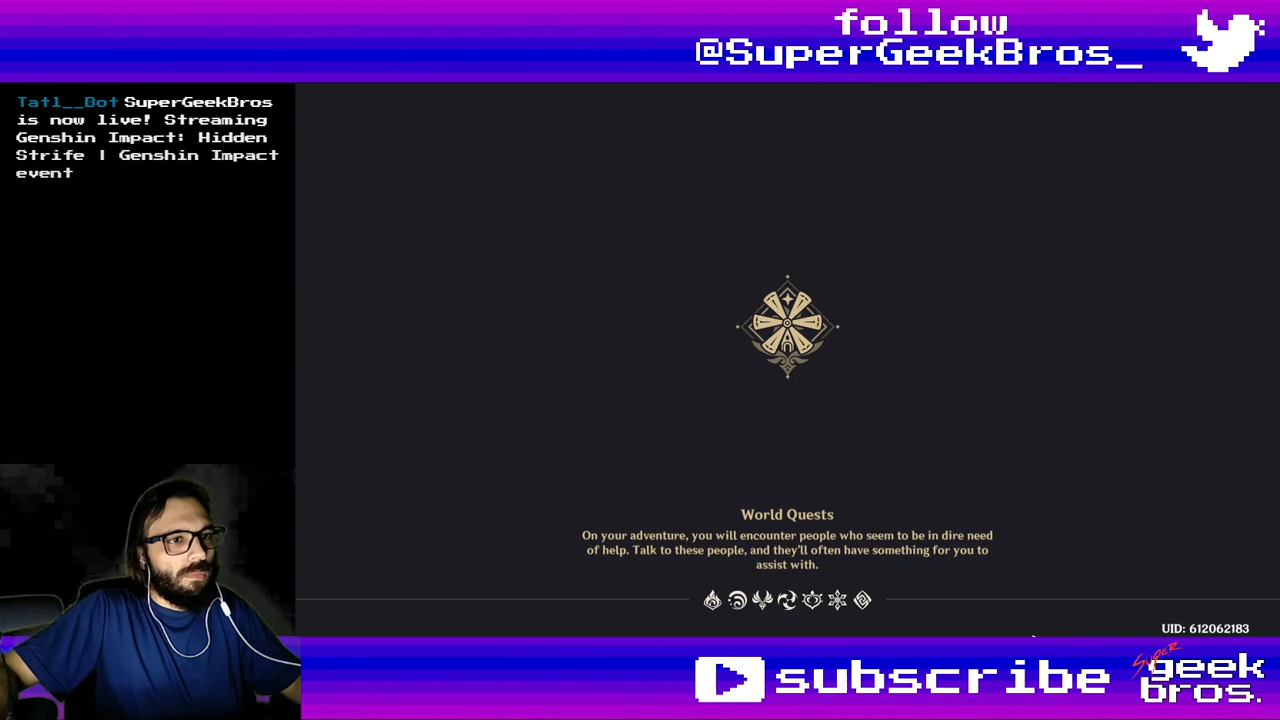 follow
@SuperGeekBros_
Tatl__Bot SuperGeekBros
is now live! Streaming
Genshin Impact: Hidden
Strife | Genshin Impact
event
World Quests
On your adventure, you will encounter people who seem to be in dire need
of help. Talk to these people, and they'll often have something for you to
assist with.
UID: 612062183
subscribe
SUPER
geek
bros.